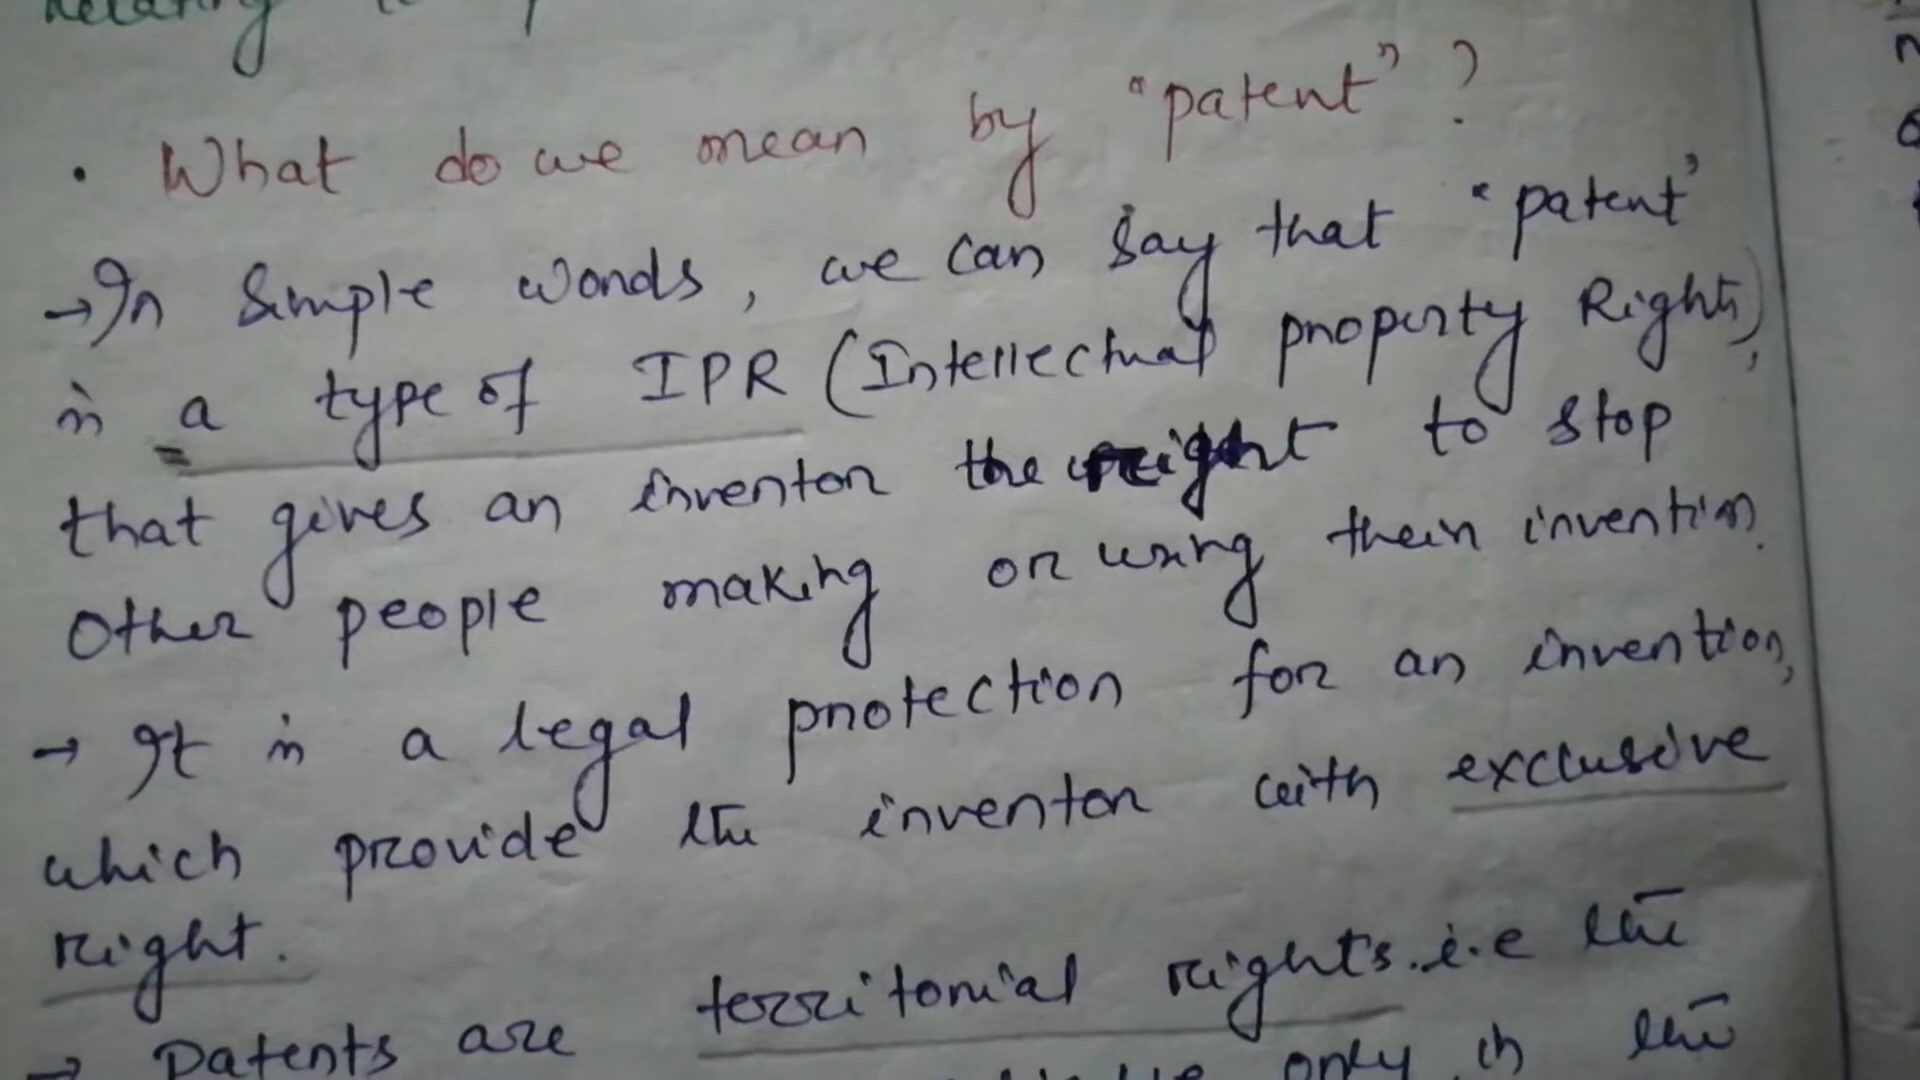 • What do we mean by "patent" ?
→ In Simple words, we can say that "patent"
is a type of IPR (Intellectual property Rights),
that gives an inventor the right to stop
Other people making or using their invention.
→ It is a legal protection for an invention,
which provide the inventor with exclusive
right.
→ Patents are territorial rights. i.e the
only in the